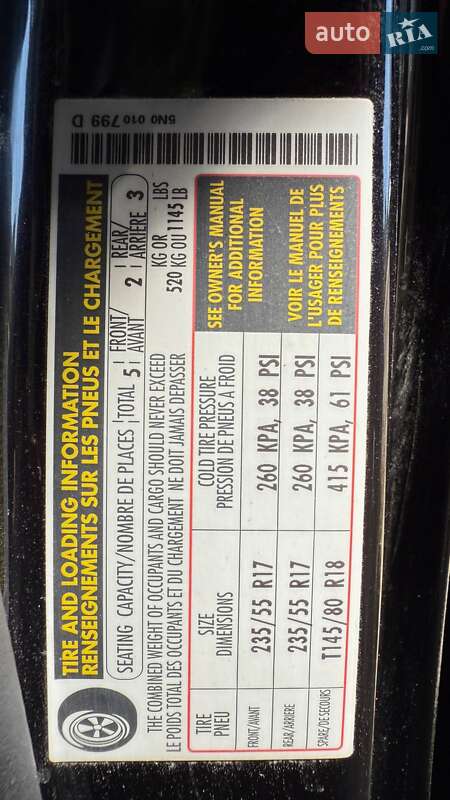 auto RIA.com
5N0 010 799 D
TIRE AND LOADING INFORMATION
RENSEIGNEMENTS SUR LES PNEUS ET LE CHARGEMENT
SEATING CAPACITY/NOMBRE DE PLACES TOTAL 5 FRONT/AVANT 2 REAR/ARRIÈRE 3
THE COMBINED WEIGHT OF OCCUPANTS AND CARGO SHOULD NEVER EXCEED KG OR LBS
LE POIDS TOTAL DES OCCUPANTS ET DU CHARGEMENT NE DOIT JAMAIS DEPASSER 520 KG OU 1145 LB
TIRE SIZE COLD TIRE PRESSURE
PNEU DIMENSIONS PRESSION DE PNEUS A FROID
FRONT/AVANT 235/55 R17 260 KPA, 38 PSI
REAR/ARRIERE 235/55 R17 260 KPA, 38 PSI
SPARE/DE SECOURS T145/80 R18 415 KPA, 61 PSI
SEE OWNER'S MANUAL
FOR ADDITIONAL
INFORMATION
VOIR LE MANUEL DE
L'USAGER POUR PLUS
DE RENSEIGNEMENTS